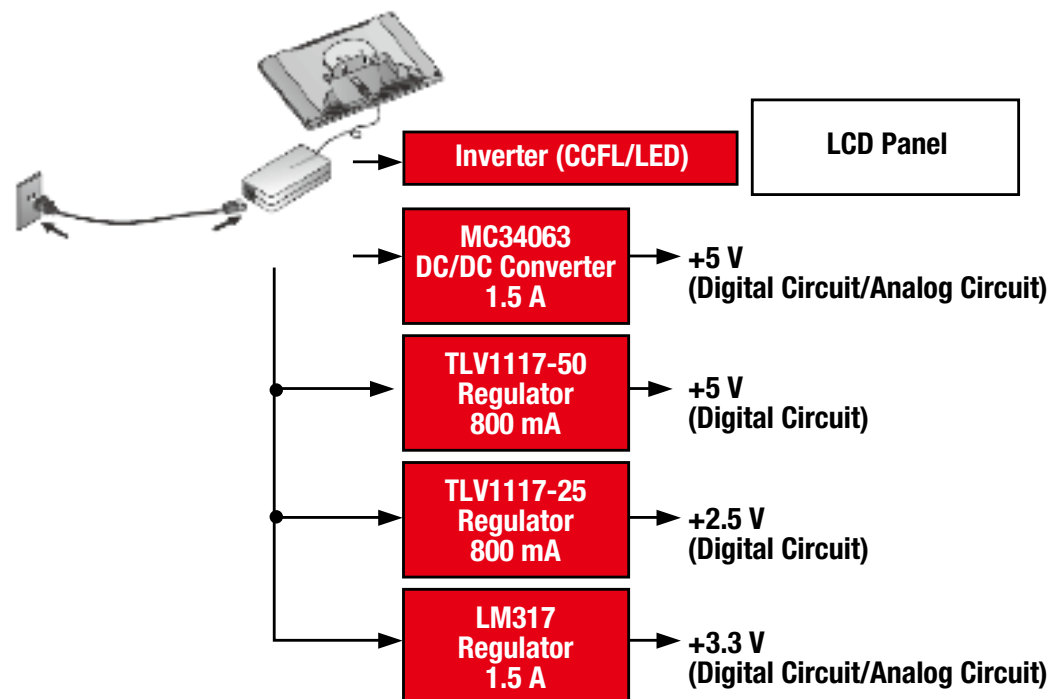 Inverter (CCFL/LED)
LCD Panel
MC34063
DC/DC Converter
1.5 A
+5 V
(Digital Circuit/Analog Circuit)
TLV1117-50
Regulator
800 mA
+5 V
(Digital Circuit)
TLV1117-25
Regulator
800 mA
+2.5 V
(Digital Circuit)
LM317
Regulator
1.5 A
+3.3 V
(Digital Circuit/Analog Circuit)